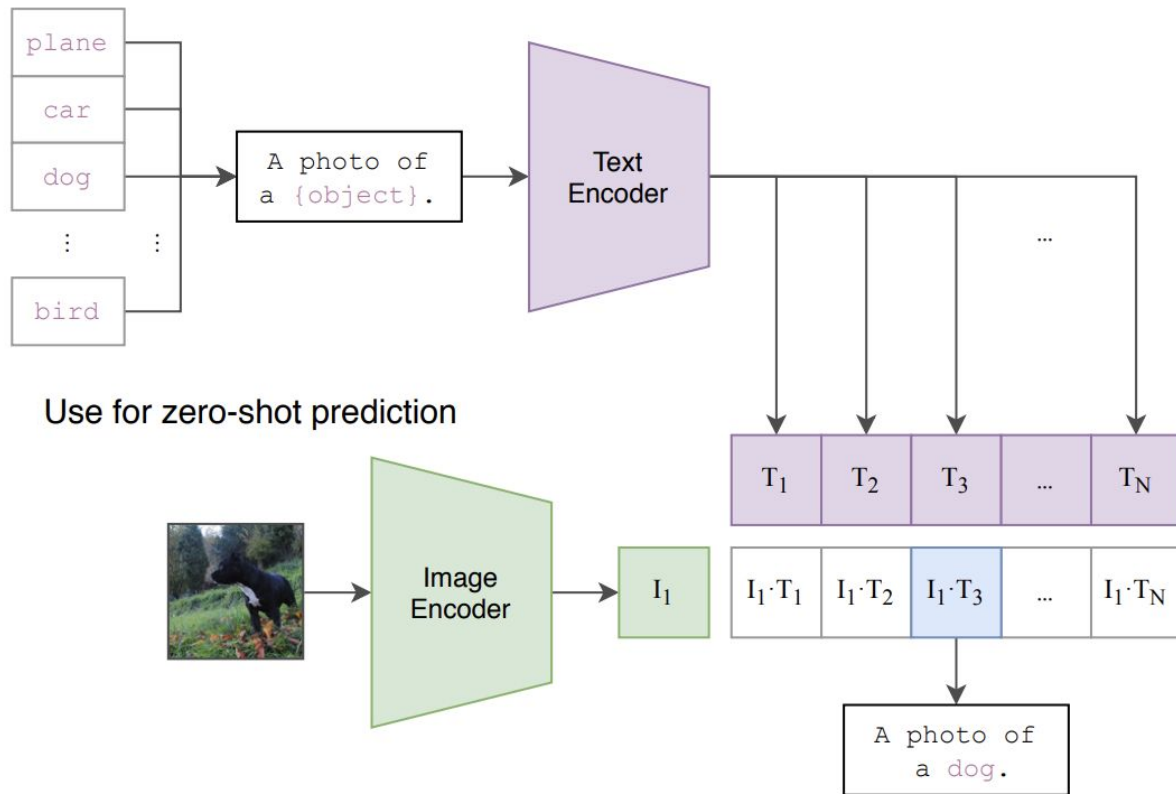 plane
car
dog
⋮ ⋮
bird
A photo of
a {object}.
Text
Encoder
...
Use for zero-shot prediction
Image
Encoder
I1
T1 T2 T3 ... TN
I1·T1 I1·T2 I1·T3 ... I1·TN
A photo of
a dog.